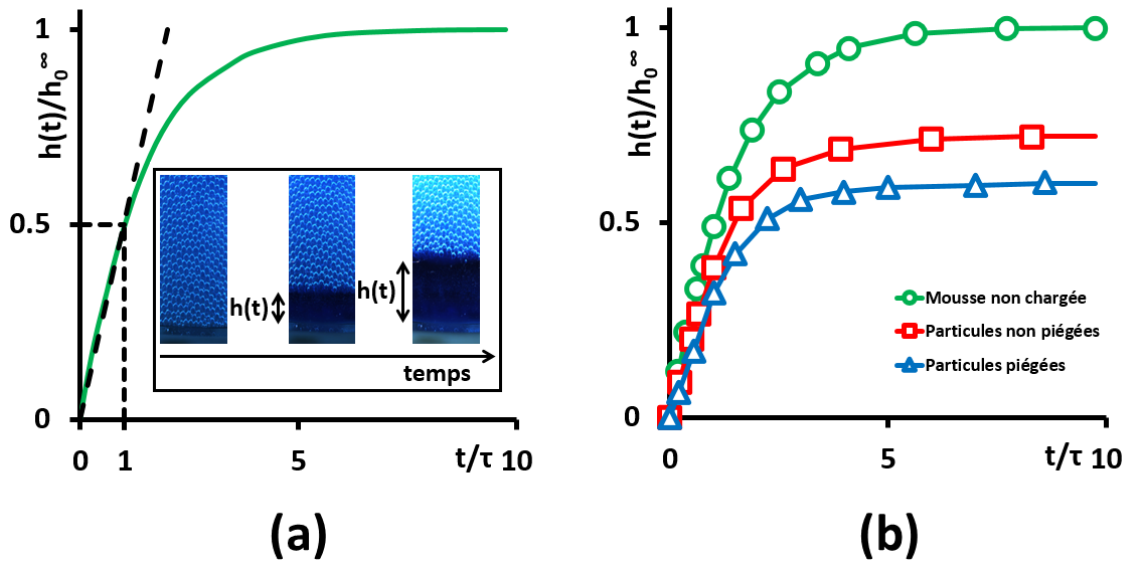 h(t)/h₀^∞
1
0.5
0
0
1
5
t/τ
10
h(t)
h(t)
temps
(a)
h(t)/h₀^∞
1
0.5
0
0
5
t/τ
10
Mousse non chargée
Particules non piégées
Particules piégées
(b)